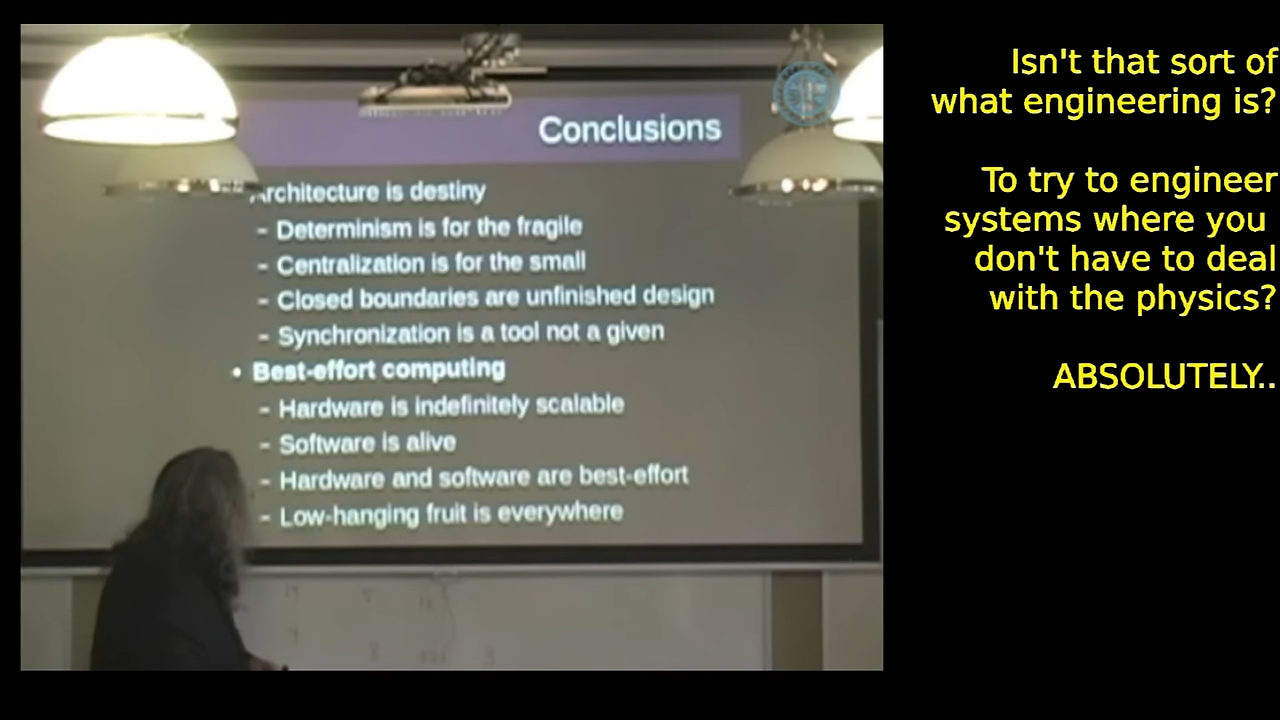 Conclusions
Architecture is destiny
– Determinism is for the fragile
– Centralization is for the small
– Closed boundaries are unfinished design
– Synchronization is a tool not a given
• Best-effort computing
– Hardware is indefinitely scalable
– Software is alive
– Hardware and software are best-effort
– Low-hanging fruit is everywhere
Isn't that sort of
what engineering is?
To try to engineer
systems where you
don't have to deal
with the physics?
ABSOLUTELY..